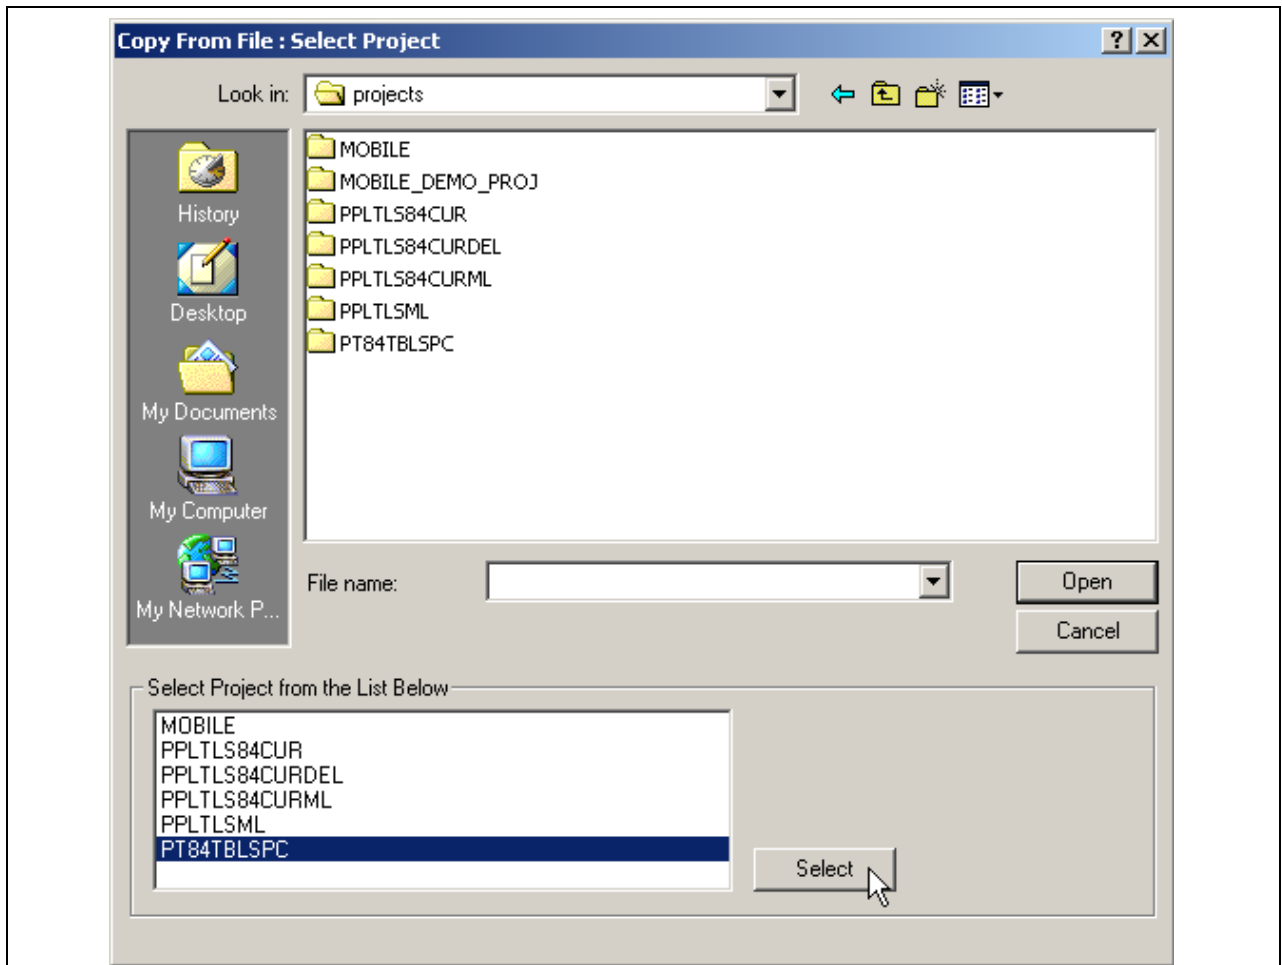 Copy From File : Select Project
Look in: projects
MOBILE
MOBILE_DEMO_PROJ
PPLTLS84CUR
PPLTLS84CURDEL
PPLTLS84CURML
PPLTLSML
PT84TBLSPC
History
Desktop
My Documents
My Computer
My Network P...
File name:
Open
Cancel
Select Project from the List Below
MOBILE
PPLTLS84CUR
PPLTLS84CURDEL
PPLTLS84CURML
PPLTLSML
PT84TBLSPC
Select